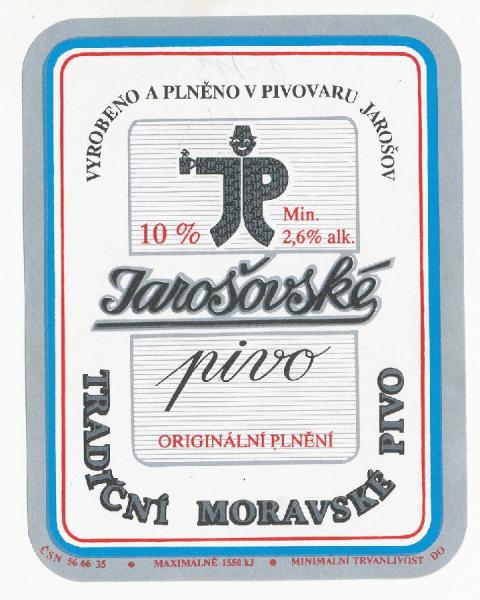 VYROBENO A PLNĚNO V PIVOVARU JAROŠOV
JP
10 %
Min.
2,6% alk.
Jarošovské
pivo
ORIGINÁLNÍ PLNĚNÍ
TRADIČNÍ MORAVSKÉ PIVO
ČSN 56 66 35 • MAXIMÁLNĚ 1550 kJ • MINIMÁLNÍ TRVANLIVOST DO